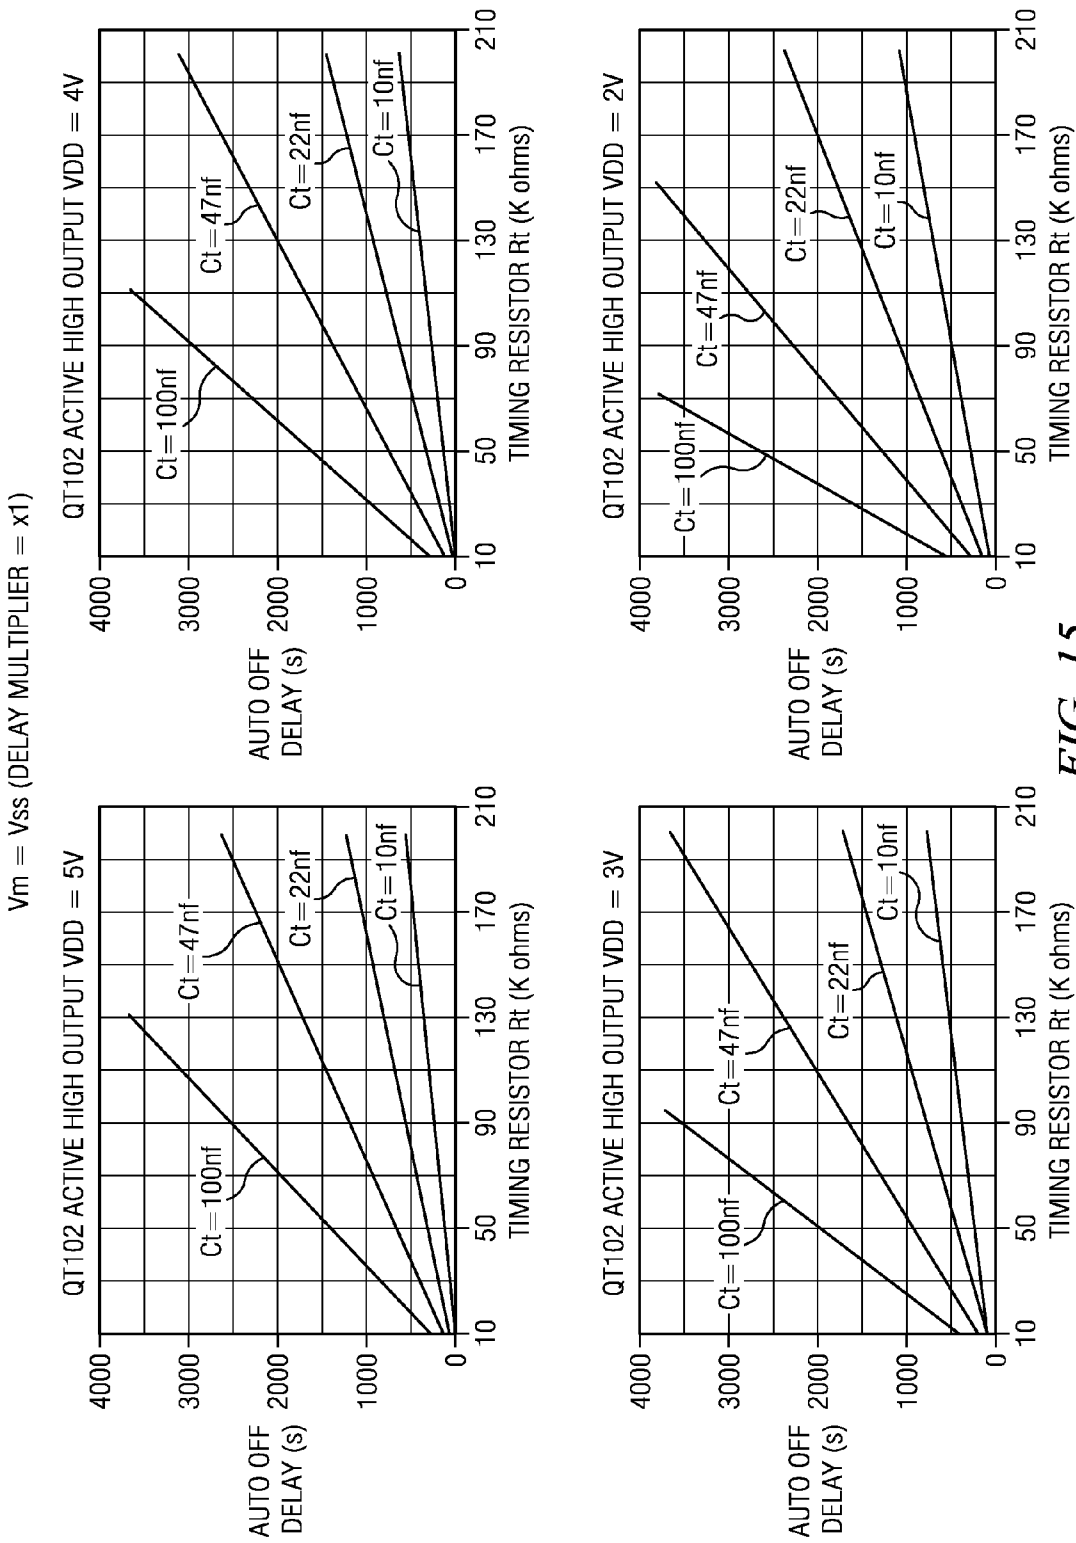 Vm = Vss (DELAY MULTIPLIER = x1)
QT102 ACTIVE HIGH OUTPUT VDD = 5V
4000
3000
2000
1000
0
AUTO OFF
DELAY (s)
Ct=100nf
Ct=47nf
Ct=22nf
Ct=10nf
10 50 90 130 170 210
TIMING RESISTOR Rt (K ohms)
QT102 ACTIVE HIGH OUTPUT VDD = 4V
4000
3000
2000
1000
0
AUTO OFF
DELAY (s)
Ct=100nf
Ct=47nf
Ct=22nf
Ct=10nf
10 50 90 130 170 210
TIMING RESISTOR Rt (K ohms)
QT102 ACTIVE HIGH OUTPUT VDD = 3V
4000
3000
2000
1000
0
AUTO OFF
DELAY (s)
Ct=100nf
Ct=47nf
Ct=22nf
Ct=10nf
10 50 90 130 170 210
TIMING RESISTOR Rt (K ohms)
QT102 ACTIVE HIGH OUTPUT VDD = 2V
4000
3000
2000
1000
0
AUTO OFF
DELAY (s)
Ct=100nf
Ct=47nf
Ct=22nf
Ct=10nf
10 50 90 130 170 210
TIMING RESISTOR Rt (K ohms)
FIG. 15